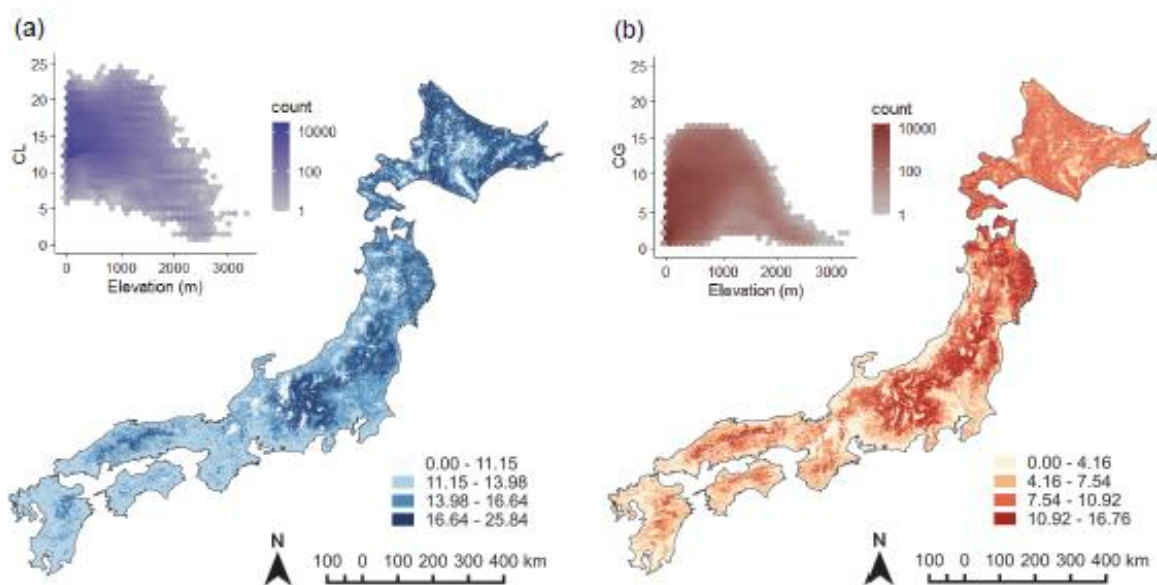 (a)
25
20
15
10
5
0
CL
0 1000 2000 3000
Elevation (m)
count
10000
100
1
0.00 - 11.15
11.15 - 13.98
13.98 - 16.64
16.64 - 25.84
N
100 0 100 200 300 400 km
(b)
25
20
15
10
5
0
CG
0 1000 2000 3000
Elevation (m)
count
10000
100
1
0.00 - 4.16
4.16 - 7.54
7.54 - 10.92
10.92 - 16.76
N
100 0 100 200 300 400 km